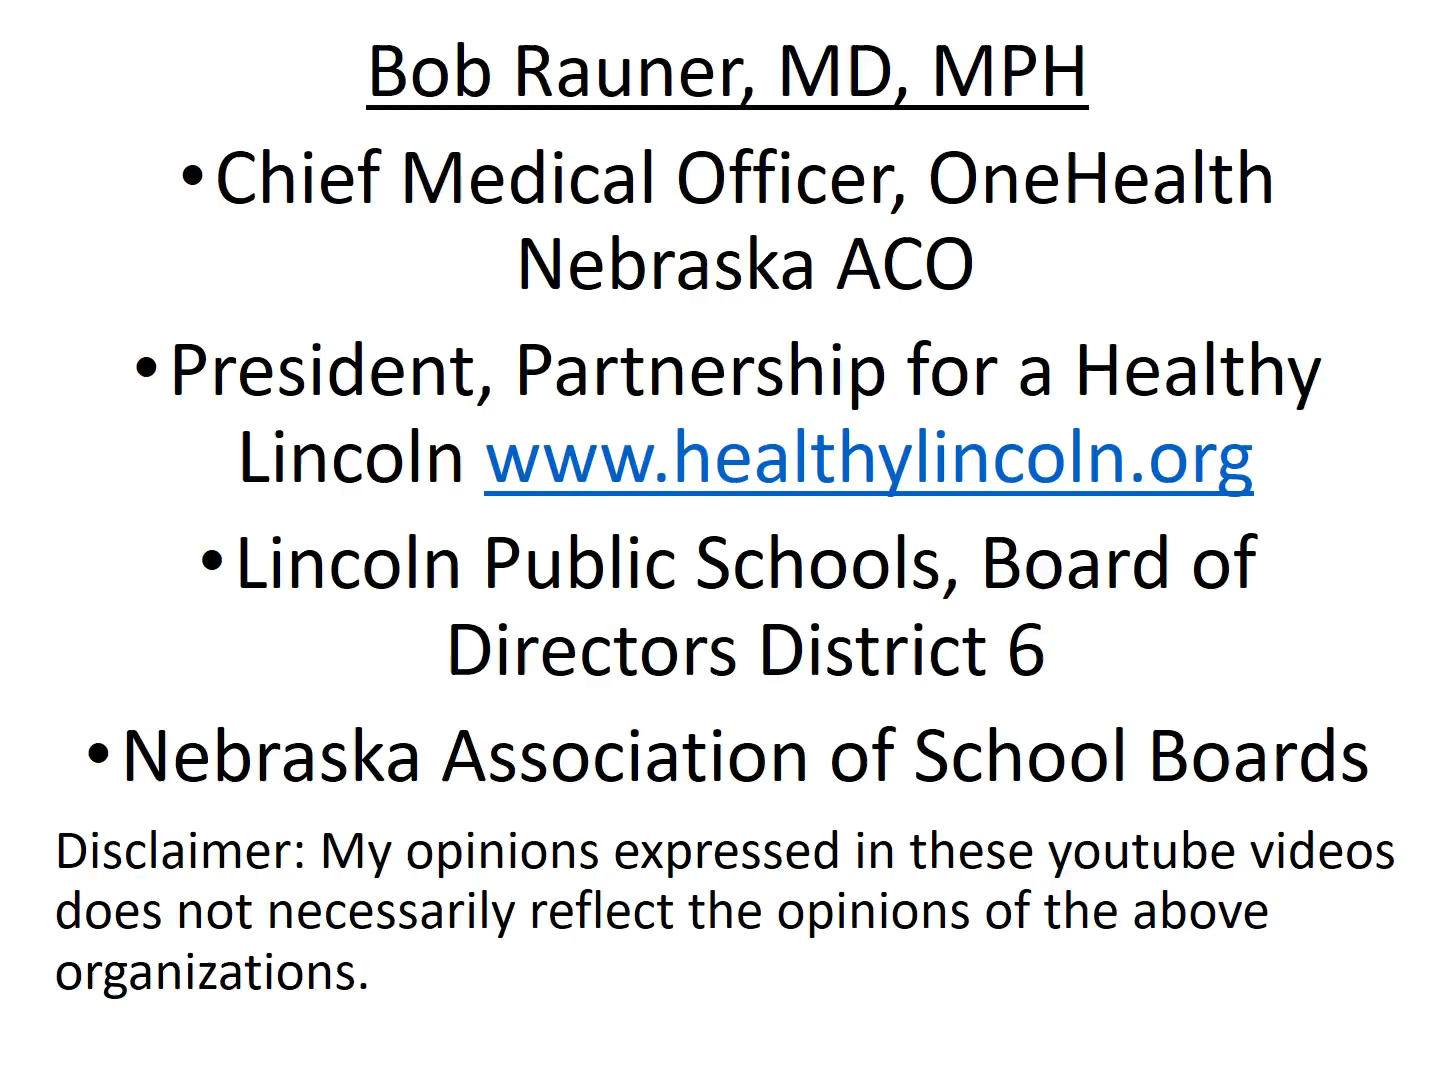 Bob Rauner, MD, MPH
•Chief Medical Officer, OneHealth
Nebraska ACO
•President, Partnership for a Healthy
Lincoln www.healthylincoln.org
•Lincoln Public Schools, Board of
Directors District 6
•Nebraska Association of School Boards
Disclaimer: My opinions expressed in these youtube videos
does not necessarily reflect the opinions of the above
organizations.